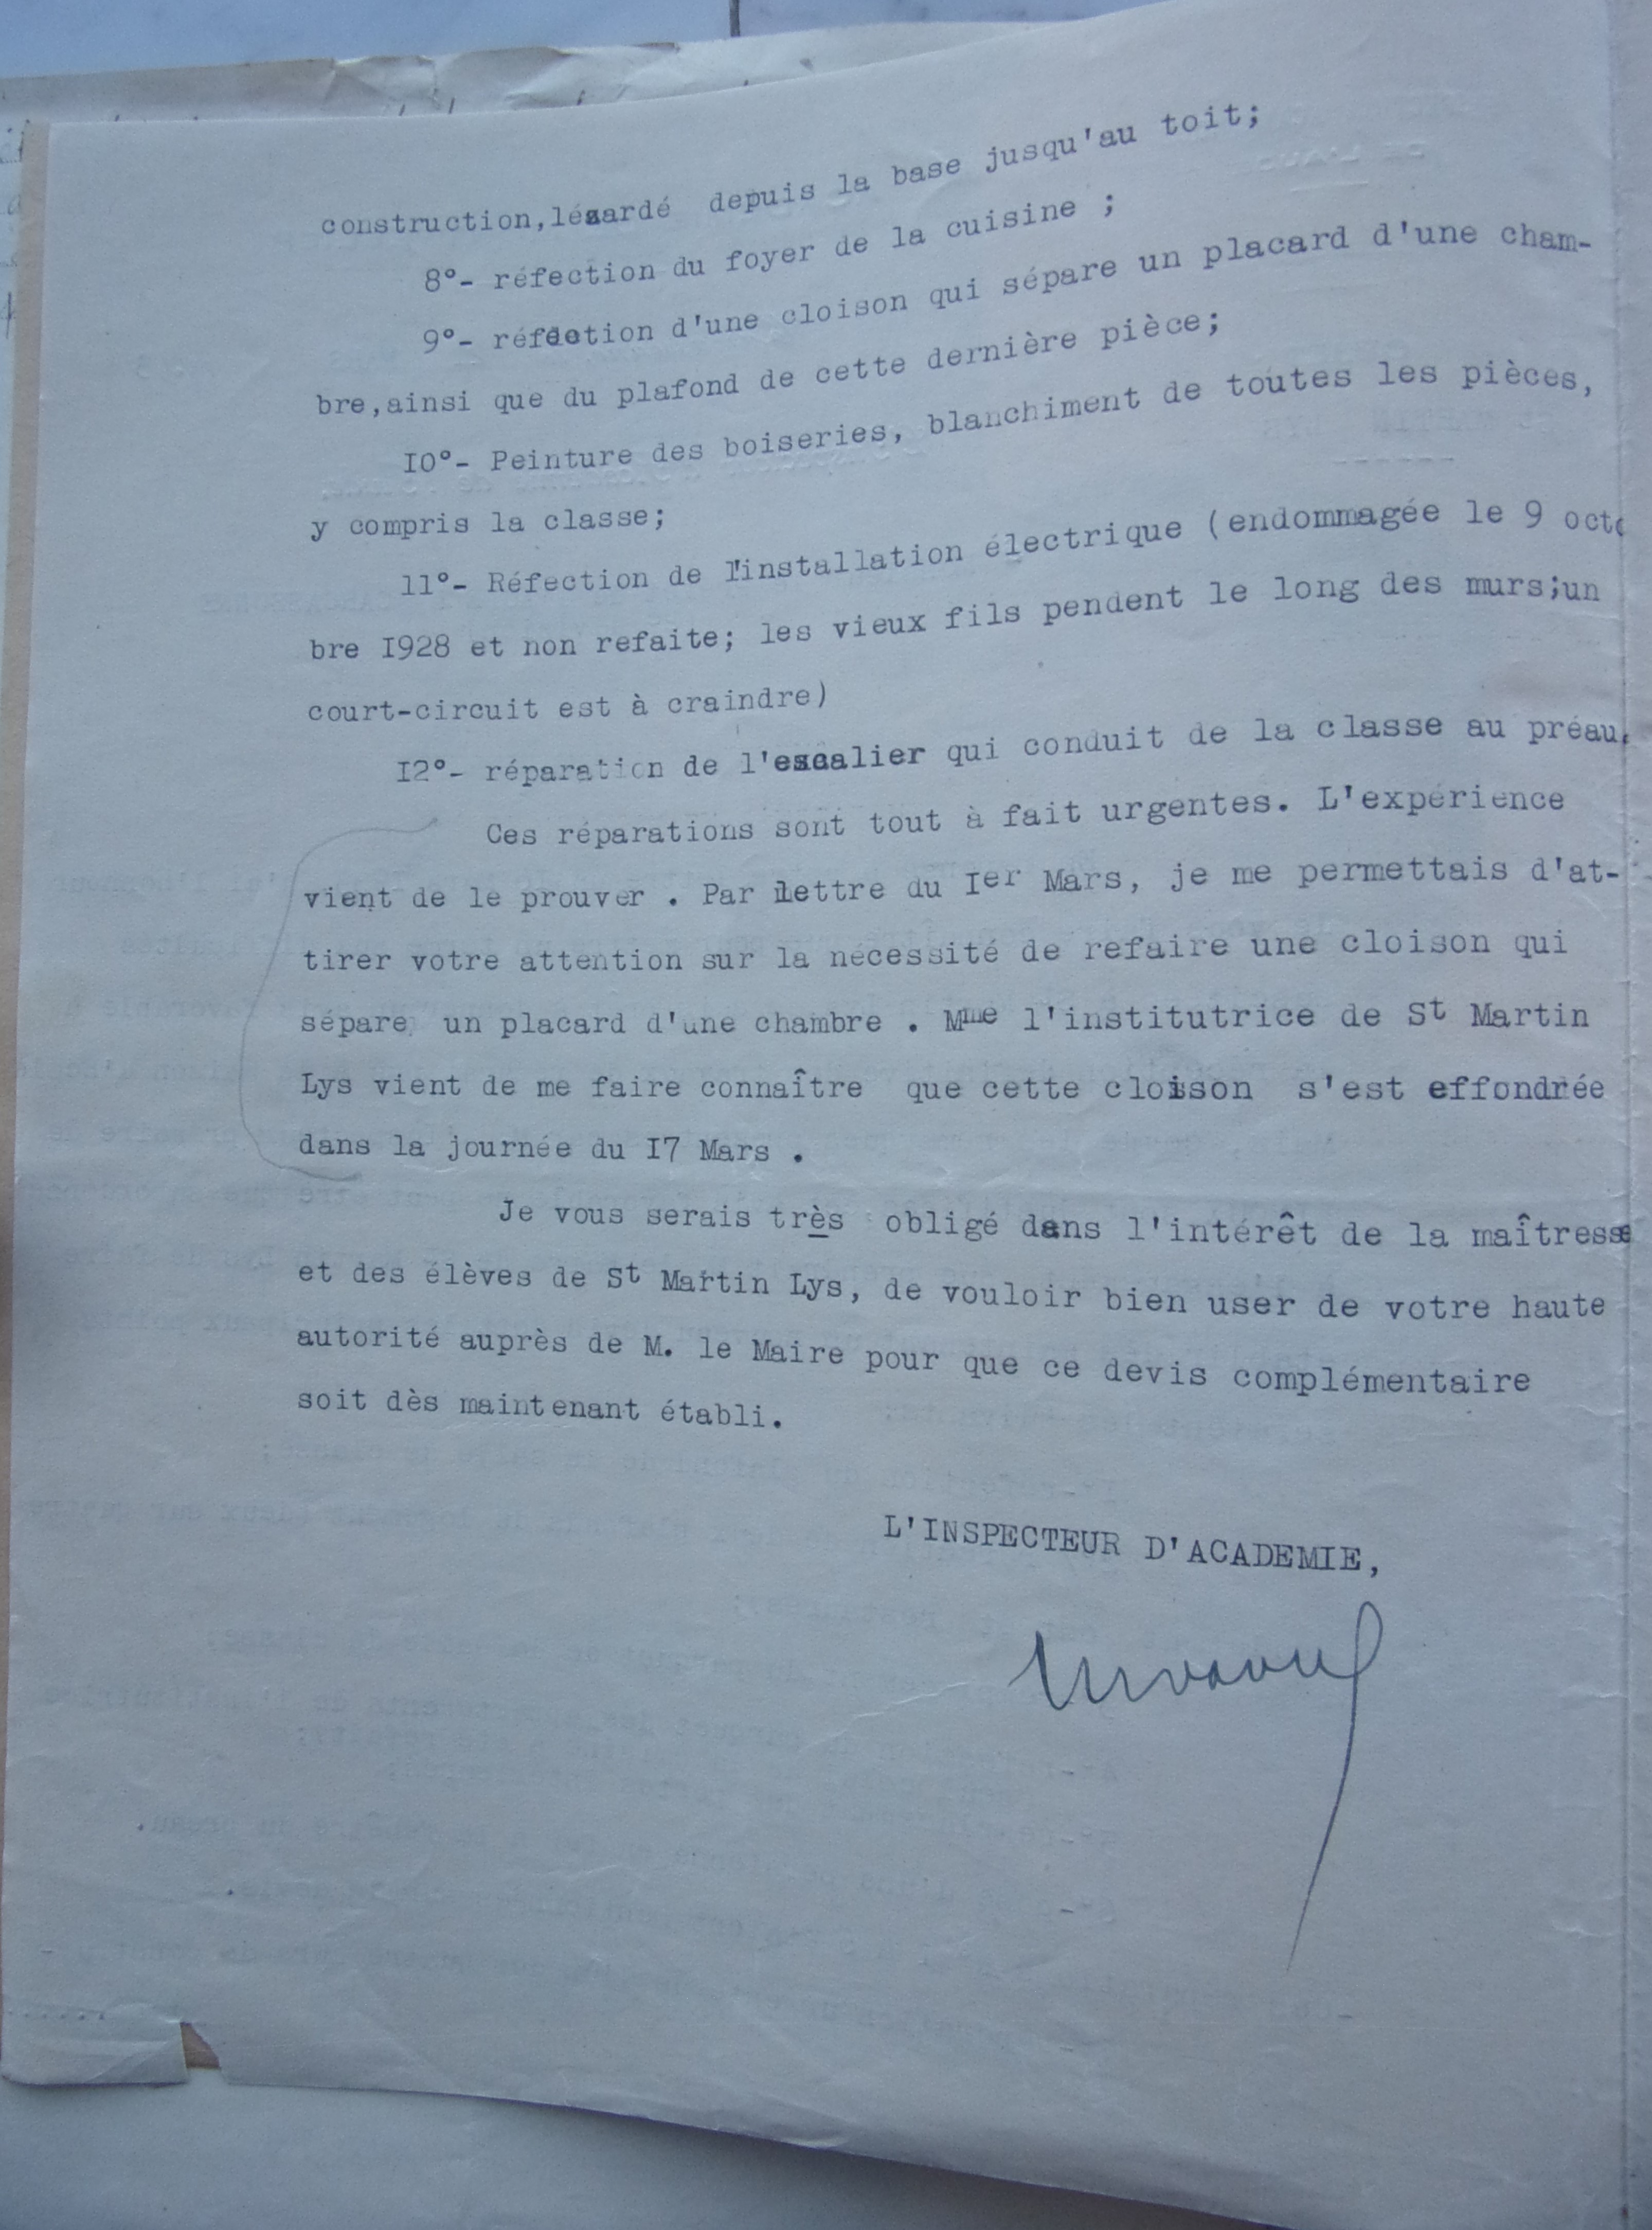 construction,lézardé depuis la base jusqu'au toit;
8°- réfection du foyer de la cuisine ;
9°- réfection d'une cloison qui sépare un placard d'une cham-
bre,ainsi que du plafond de cette dernière pièce;
I0°- Peinture des boiseries, blanchiment de toutes les pièces,
y compris la classe;
11°- Réfection de l'installation électrique (endommagée le 9 octo
bre I928 et non refaite; les vieux fils pendent le long des murs;un
court-circuit est à craindre)
I2°- réparation de l'escalier qui conduit de la classe au préau.
Ces réparations sont tout à fait urgentes. L'expérience
vient de le prouver . Par lettre du Ier Mars, je me permettais d'at-
tirer votre attention sur la nécessité de refaire une cloison qui
sépare un placard d'une chambre . Mme l'institutrice de St Martin
Lys vient de me faire connaître que cette cloison s'est effondrée
dans la journée du I7 Mars .
Je vous serais très obligé dans l'intérêt de la maîtresse
et des élèves de St Martin Lys, de vouloir bien user de votre haute
autorité auprès de M. le Maire pour que ce devis complémentaire
soit dès maintenant établi.
L'INSPECTEUR D'ACADEMIE,